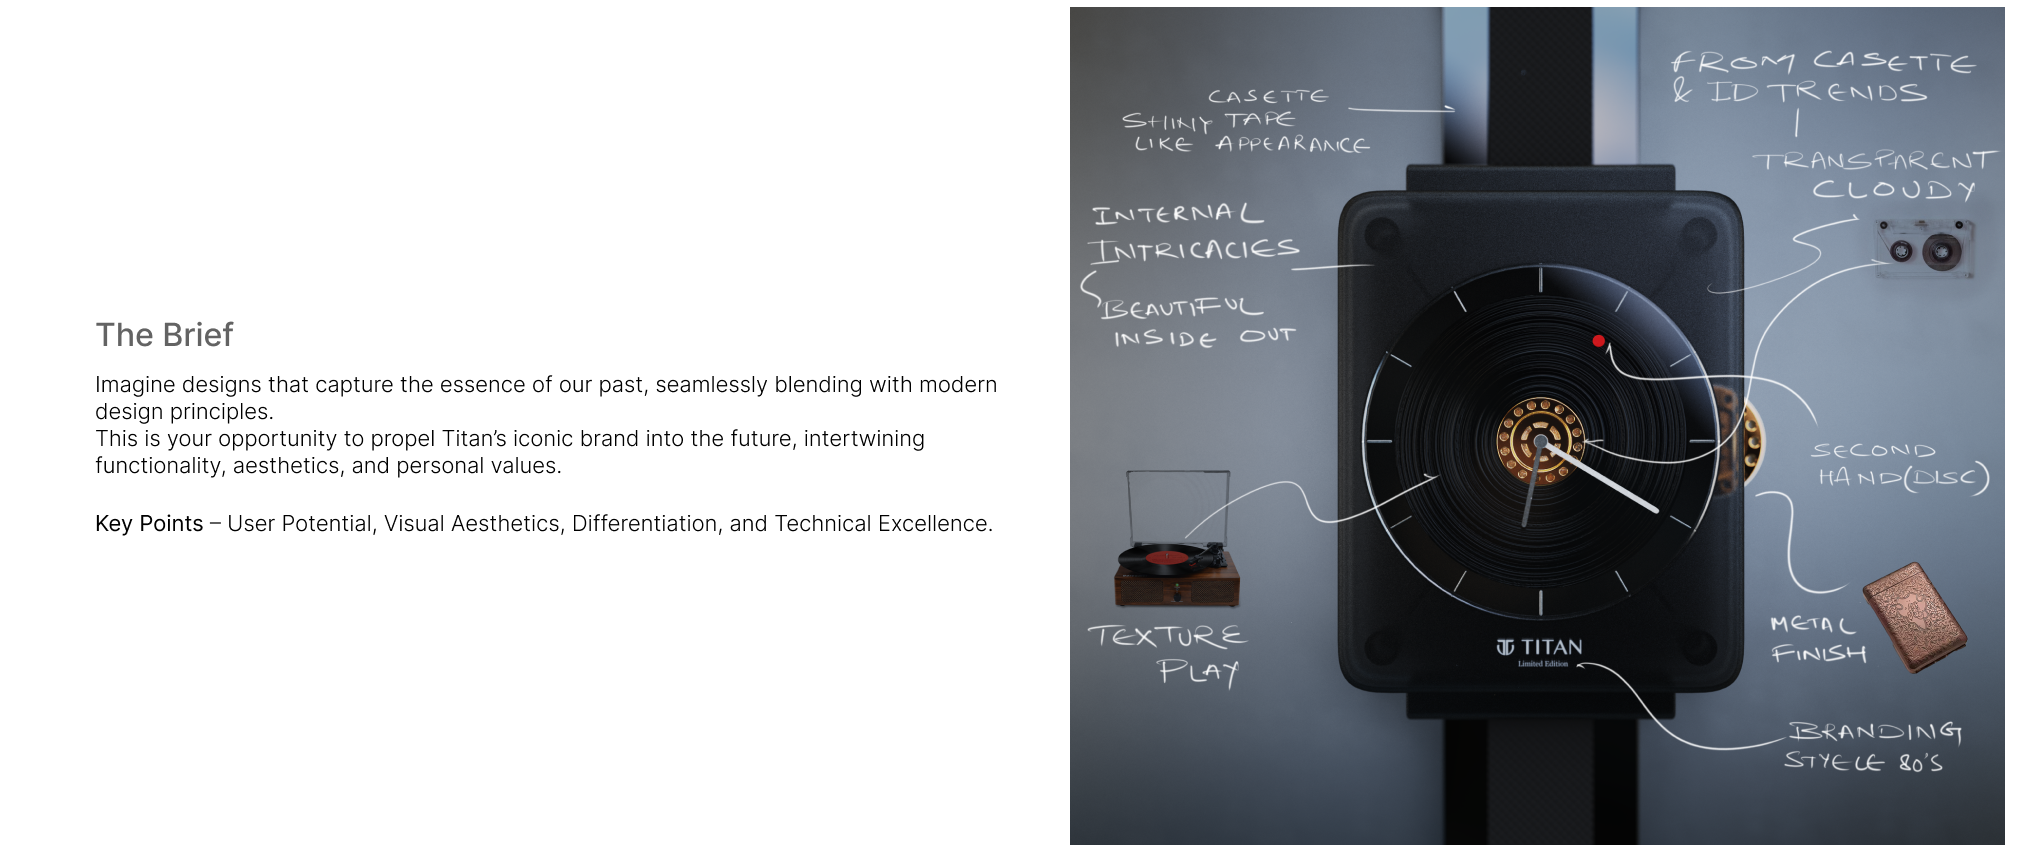 The Brief
Imagine designs that capture the essence of our past, seamlessly blending with modern
design principles.
This is your opportunity to propel Titan’s iconic brand into the future, intertwining
functionality, aesthetics, and personal values.
Key Points – User Potential, Visual Aesthetics, Differentiation, and Technical Excellence.
CASETTE
SHINY TAPE
LIKE APPEARANCE
INTERNAL
INTRICACIES
BEAUTIFUL
INSIDE OUT
TEXTURE
PLAY
TITAN
Limited Edition
FROM CASETTE
& ID TRENDS
TRANSPARENT
CLOUDY
SECOND
HAND(DISC)
METAL
FINISH
BRANDING
STYELE 80'S